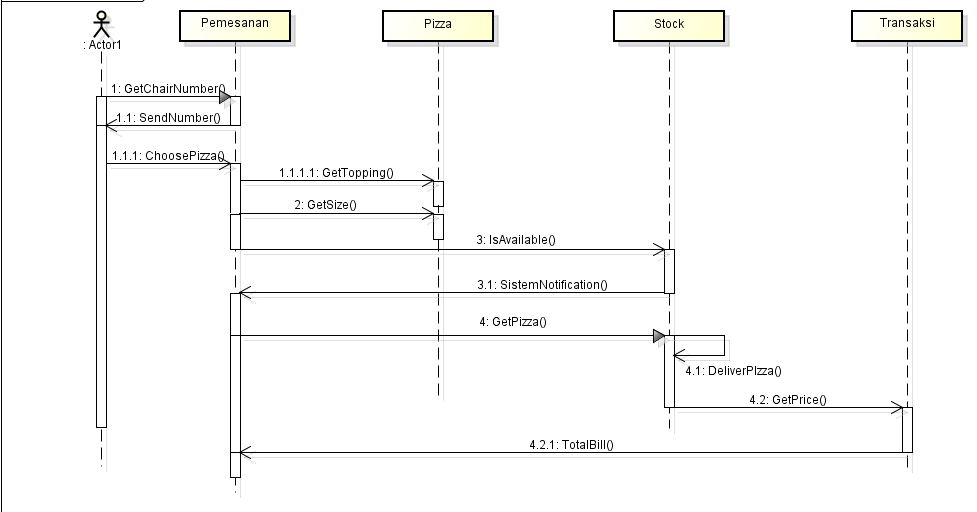 : Actor1
Pemesanan
Pizza
Stock
Transaksi
1: GetChairNumber()
1.1: SendNumber()
1.1.1: ChoosePizza()
1.1.1.1: GetTopping()
2: GetSize()
3: IsAvailable()
3.1: SistemNotification()
4: GetPizza()
4.1: DeliverPIzza()
4.2: GetPrice()
4.2.1: TotalBill()